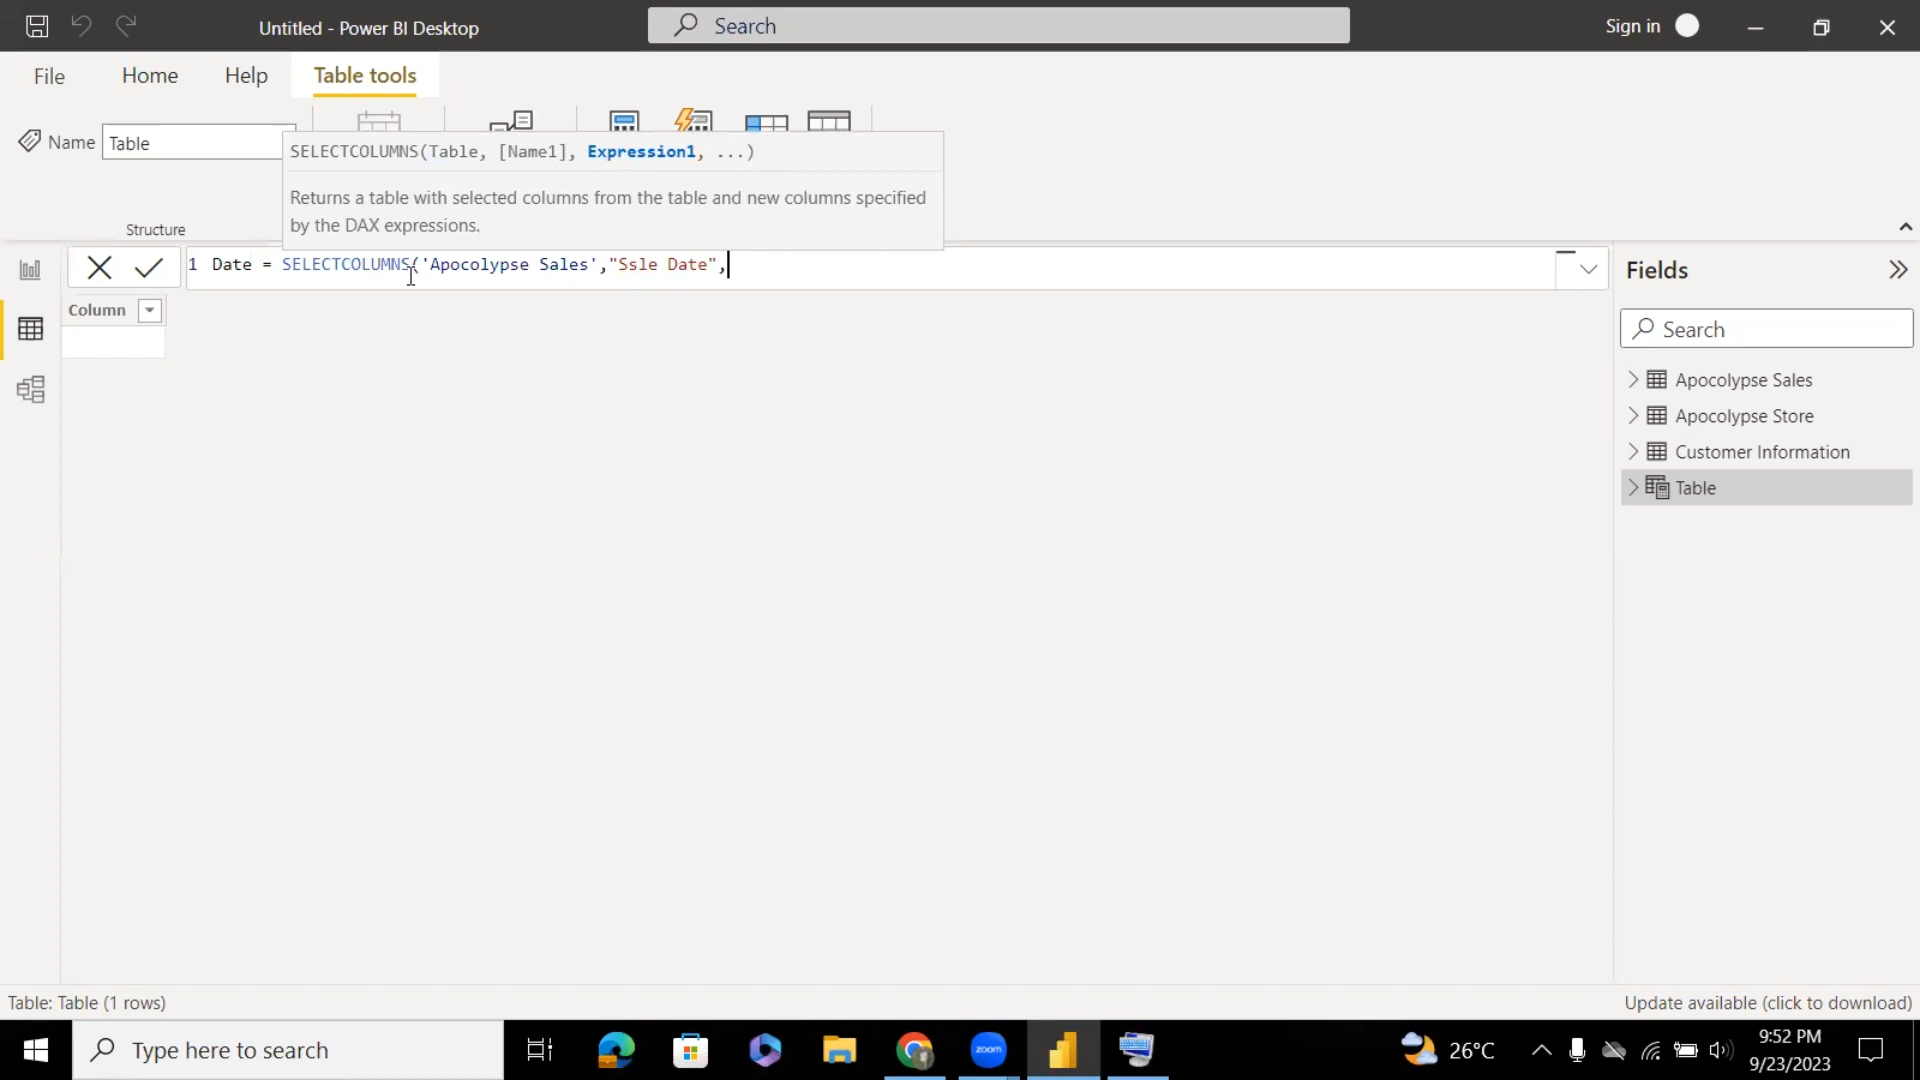 Untitled - Power BI Desktop
Search
Sign in
File
Home
Help
Table tools
Name
Table
SELECTCOLUMNS(Table, [Name1], Expression1, ...)
Returns a table with selected columns from the table and new columns specified
by the DAX expressions.
Structure
1 Date = SELECTCOLUMNS('Apocolypse Sales',"Ssle Date",
Column
Fields
Search
Apocolypse Sales
Apocolypse Store
Customer Information
Table
Table: Table (1 rows)
Update available (click to download)
Type here to search
zoom
26°C
9:52 PM
9/23/2023